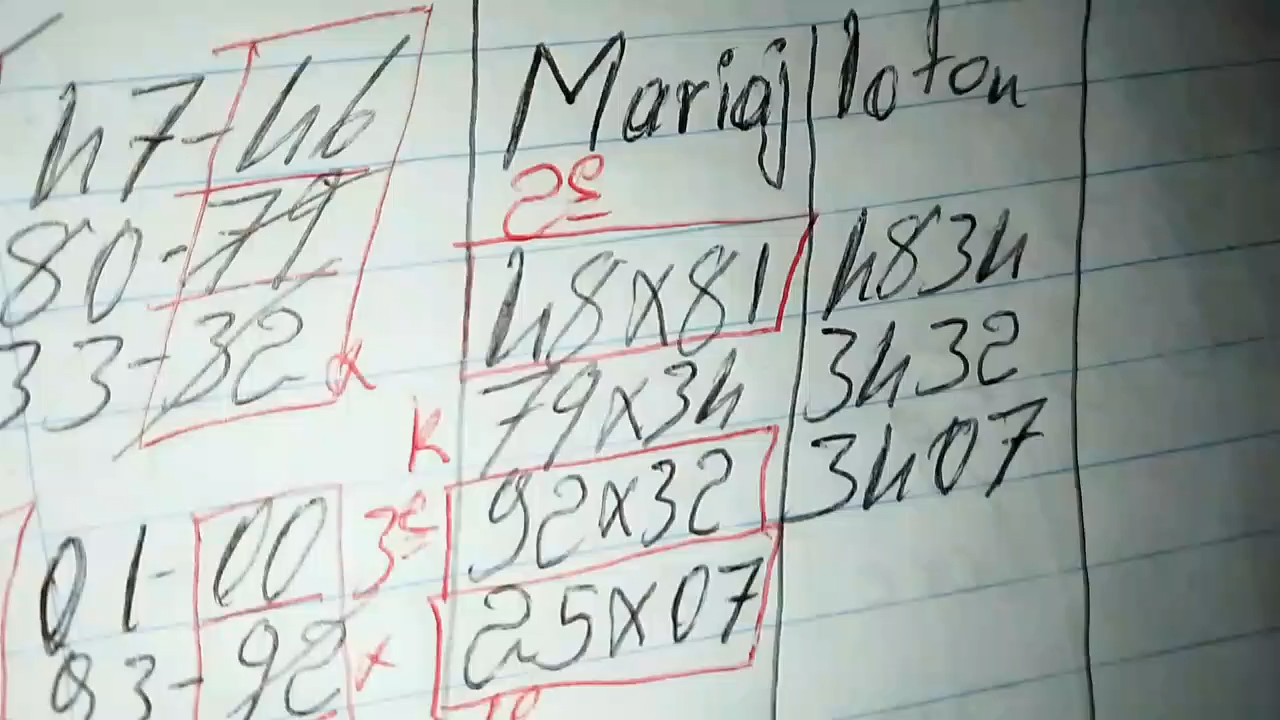 47-46
80-79
33-32
x
01-00
93-92
x
Mariaj
2e
48x81
K
79x34
3e
92x32
25x07
loton
4834
3432
3407